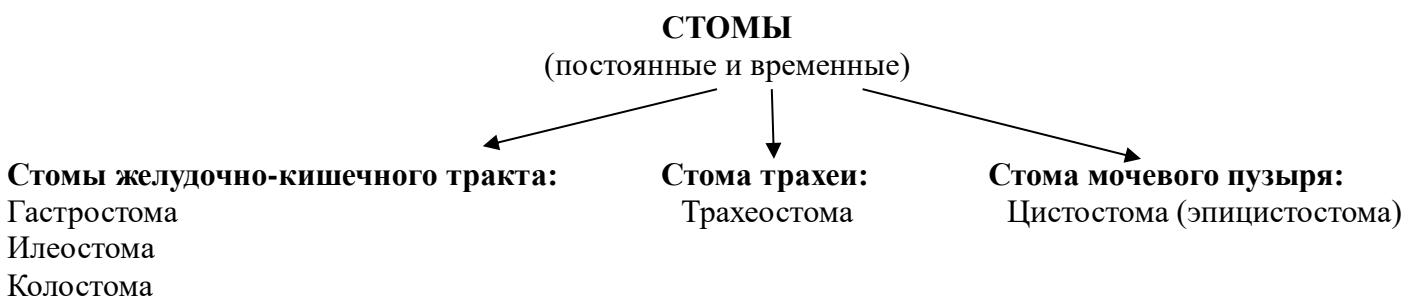 СТОМЫ
(постоянные и временные)
Стомы желудочно-кишечного тракта:
Гастростома
Илеостома
Колостома
Стома трахеи:
Трахеостома
Стома мочевого пузыря:
Цистостома (эпицистостома)